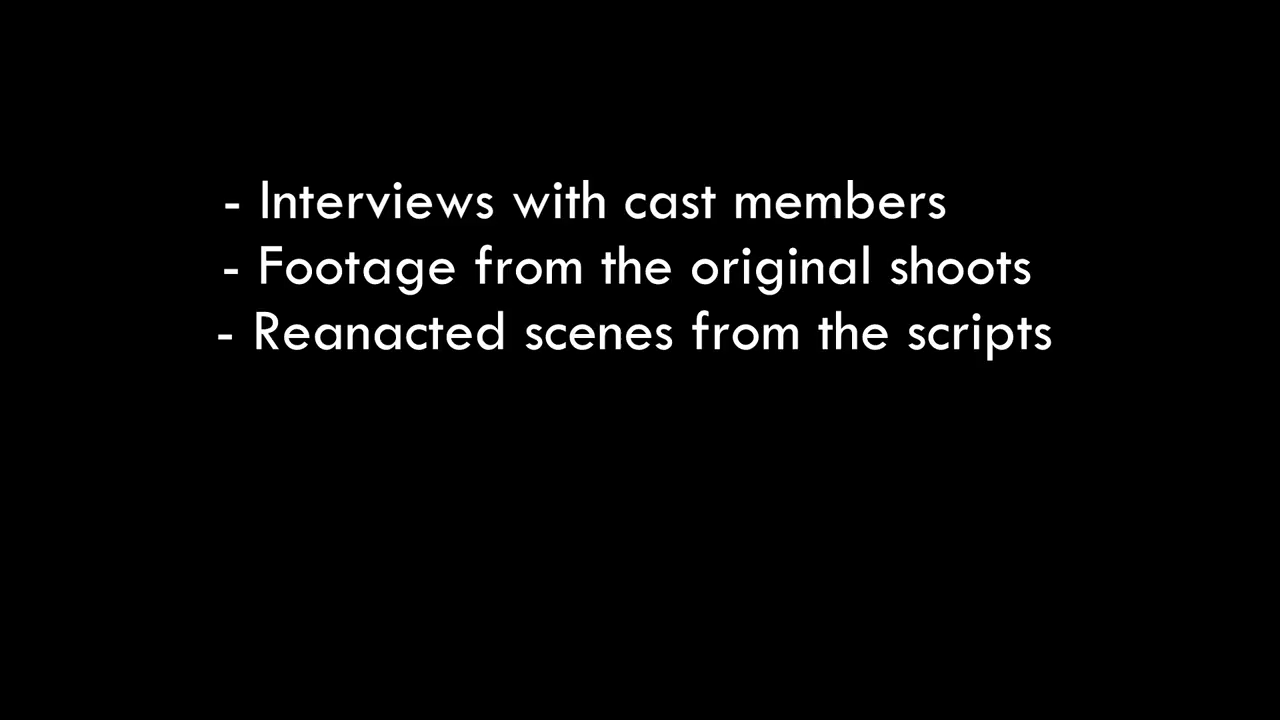 - Interviews with cast members
- Footage from the original shoots
- Reanacted scenes from the scripts